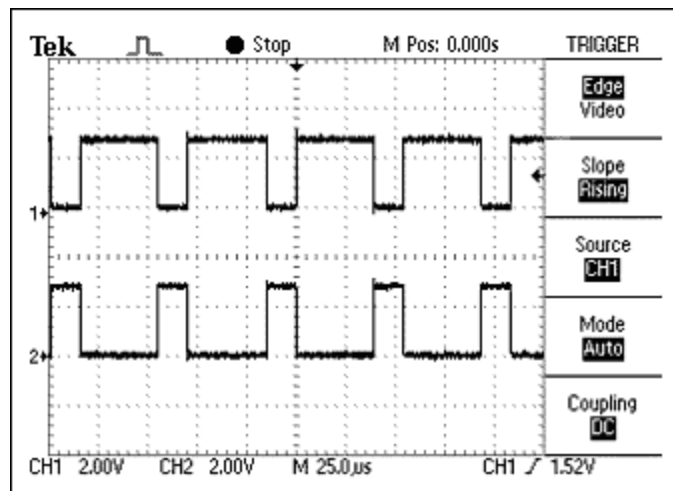 Tek Stop M Pos: 0.000s TRIGGER
Edge
Video
Slope
Rising
1
Source
CH1
Mode
Auto
2
Coupling
DC
CH1 2.00V CH2 2.00V M 25.0µs CH1 1.52V